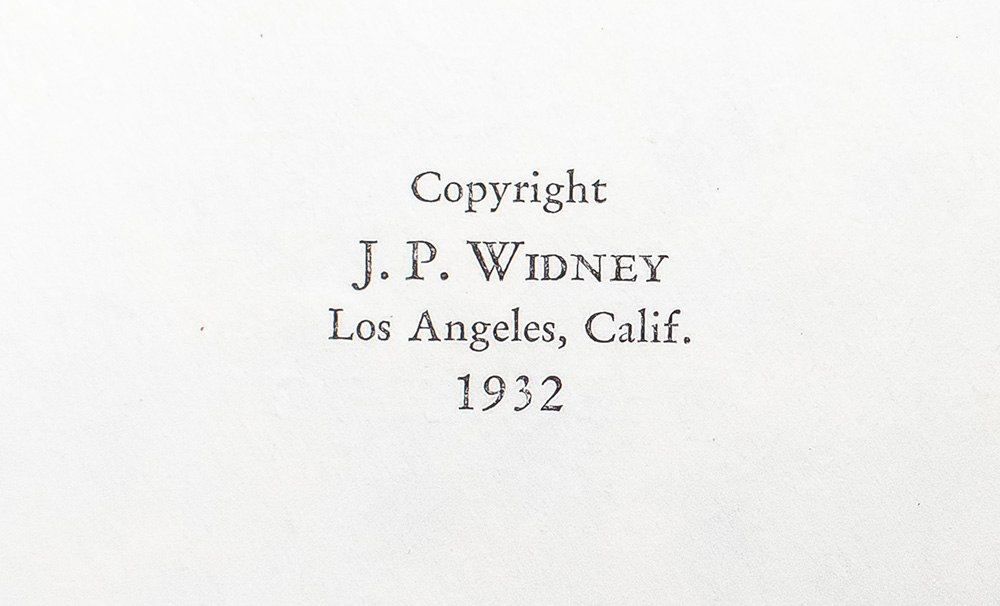 Copyright
J. P. WIDNEY
Los Angeles, Calif.
1932